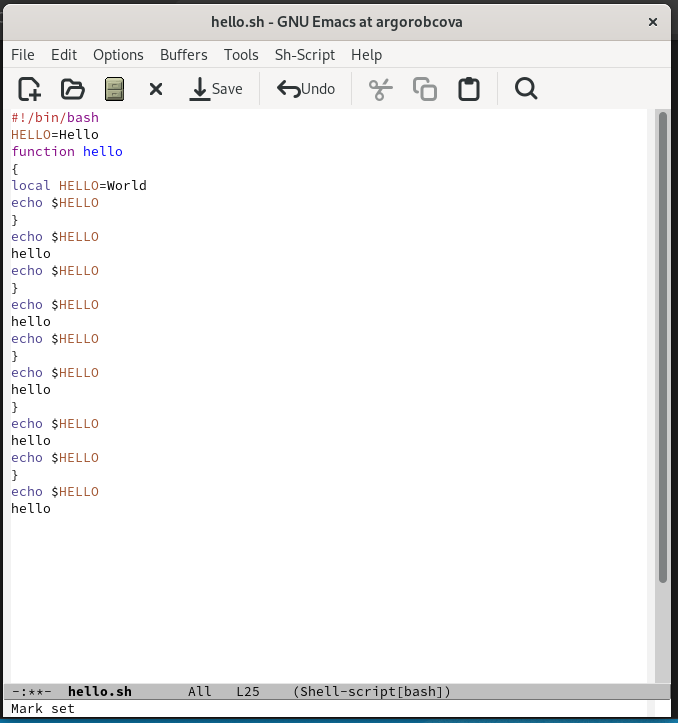 hello.sh - GNU Emacs at argorobcova
File Edit Options Buffers Tools Sh-Script Help
Save Undo
#!/bin/bash
HELLO=Hello
function hello
{
local HELLO=World
echo $HELLO
}
echo $HELLO
hello
echo $HELLO
}
echo $HELLO
hello
echo $HELLO
}
echo $HELLO
hello
}
echo $HELLO
hello
echo $HELLO
}
echo $HELLO
hello
-:**- hello.sh All L25 (Shell-script[bash])
Mark set